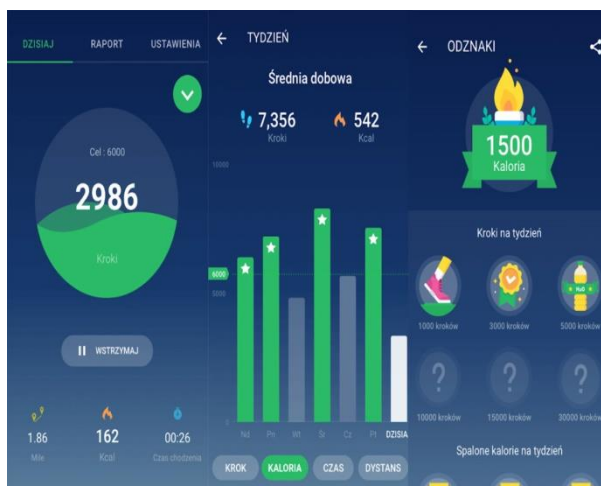 DZISIAJ RAPORT USTAWIENIA
Cel : 6000
2986
Kroki
WSTRZYMAJ
1.86 162 00:26
Mile Kcal Czas chodzenia
TYDZIEŃ
Średnia dobowa
7,356 542
Kroki Kcal
10000
6000
5000
0
Nd Pn Wt Śr Cz Pt DZISIA
KROK KALORIA CZAS DYSTANS
ODZNAKI
1500
Kaloria
Kroki na tydzień
H₂O
1000 kroków 3000 kroków 5000 kroków
? ? ?
10000 kroków 15000 kroków 30000 kroków
Spalone kalorie na tydzień